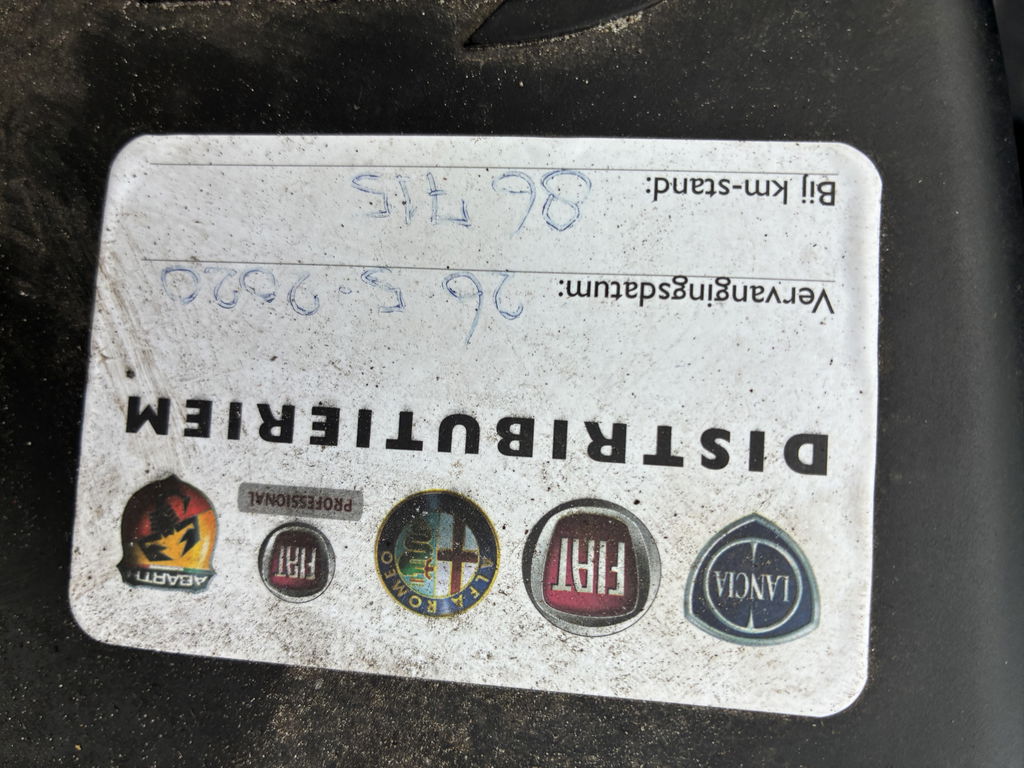 LANCIA FIAT ALFA ROMEO FIAT ABARTH
PROFESSIONAL
DISTRIBUTIERIEM
Vervangingsdatum: 26 5-2020
Bij km-stand: 86 715